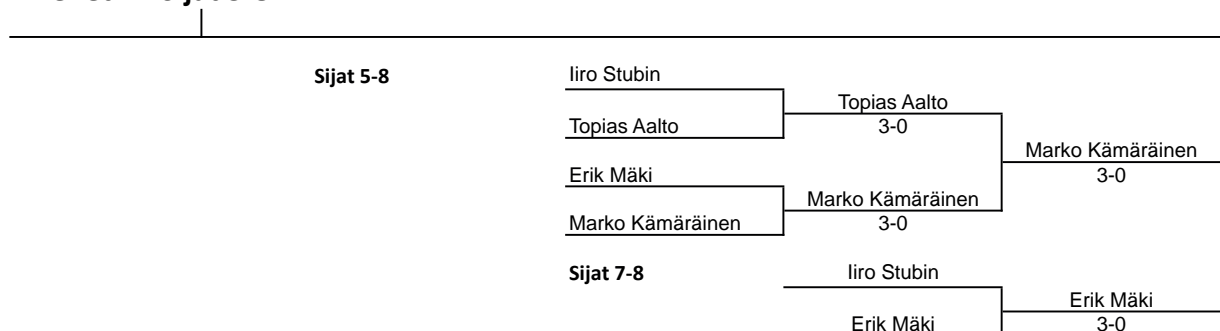 Sijat 5-8
Iiro Stubin
Topias Aalto
Topias Aalto
3-0
Marko Kämäräinen
3-0
Erik Mäki
Marko Kämäräinen
Marko Kämäräinen
3-0
Sijat 7-8
Iiro Stubin
Erik Mäki
Erik Mäki
3-0